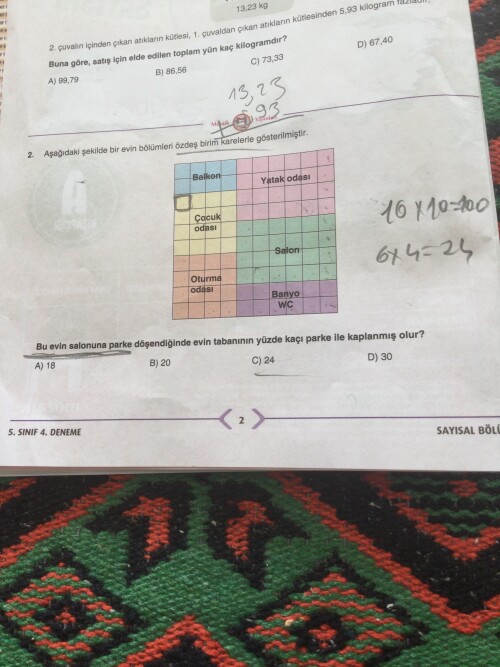 13,23 kg
2. çuvalın içinden çıkan atıkların kütlesi, 1. çuvaldan çıkan atıkların kütlesinden 5,93 kilogram fazladır.
Buna göre, satış için elde edilen toplam yün kaç kilogramdır?
A) 99,79 B) 86,56 C) 73,33 D) 67,40
13,23
5,93
2. Aşağıdaki şekilde bir evin bölümleri özdeş birim karelerle gösterilmiştir.
Balkon
Yatak odası
Çocuk
odası
Salon
Oturma
odası
Banyo
WC
10 x 10=100
6x4=24
Bu evin salonuna parke döşendiğinde evin tabanının yüzde kaçı parke ile kaplanmış olur?
A) 18 B) 20 C) 24 D) 30
2
5. SINIF 4. DENEME
SAYISAL BÖLÜ